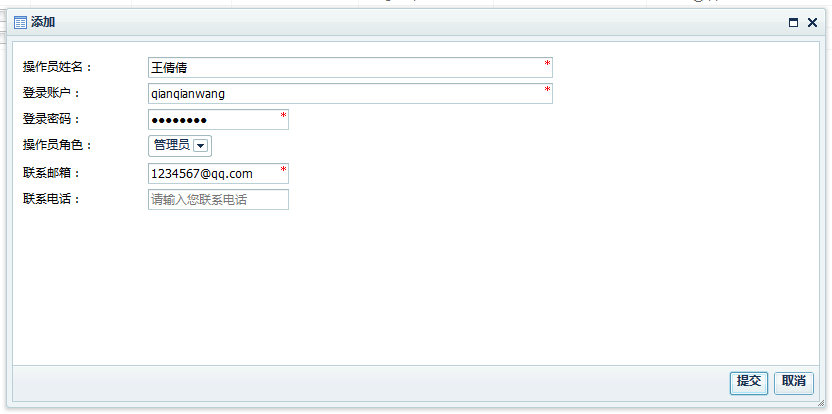 添加
操作员姓名： 王倩倩 *
登录账户： qianqianwang *
登录密码： ●●●●●●●● *
操作员角色： 管理员
联系邮箱： 1234567@qq.com *
联系电话： 请输入您联系电话
提交 取消